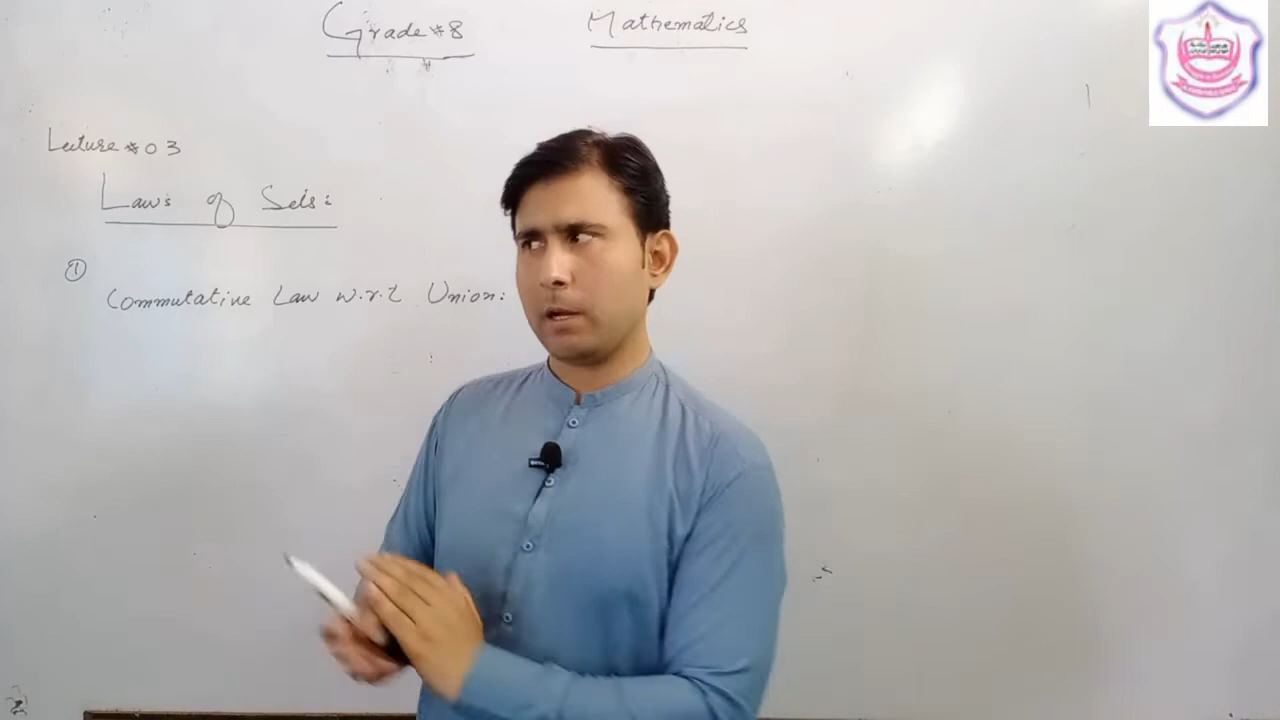 Grade # 8 Mathematics
Lecture # 03
Laws of Sets:
①
Commutative Law w.r.t Union: